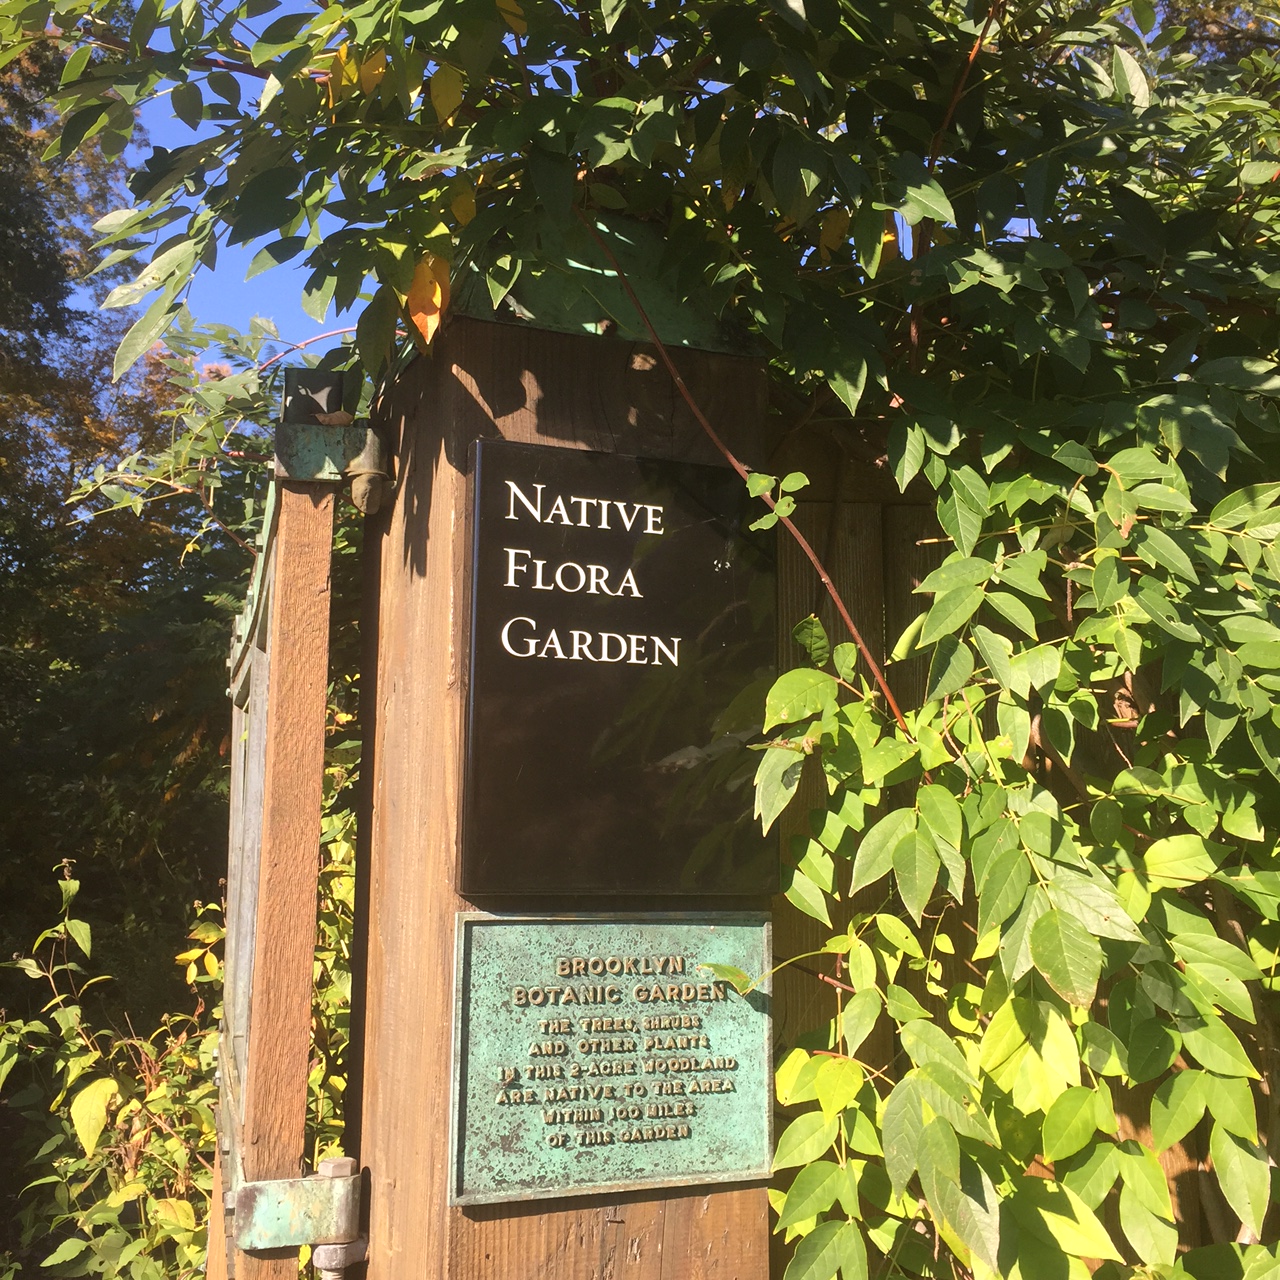 NATIVE
FLORA
GARDEN
BROOKLYN
BOTANIC GARDEN
THE TREES, SHRUBS
AND OTHER PLANTS
IN THIS 2-ACRE WOODLAND
ARE NATIVE TO THE AREA
WITHIN 100 MILES
OF THIS GARDEN